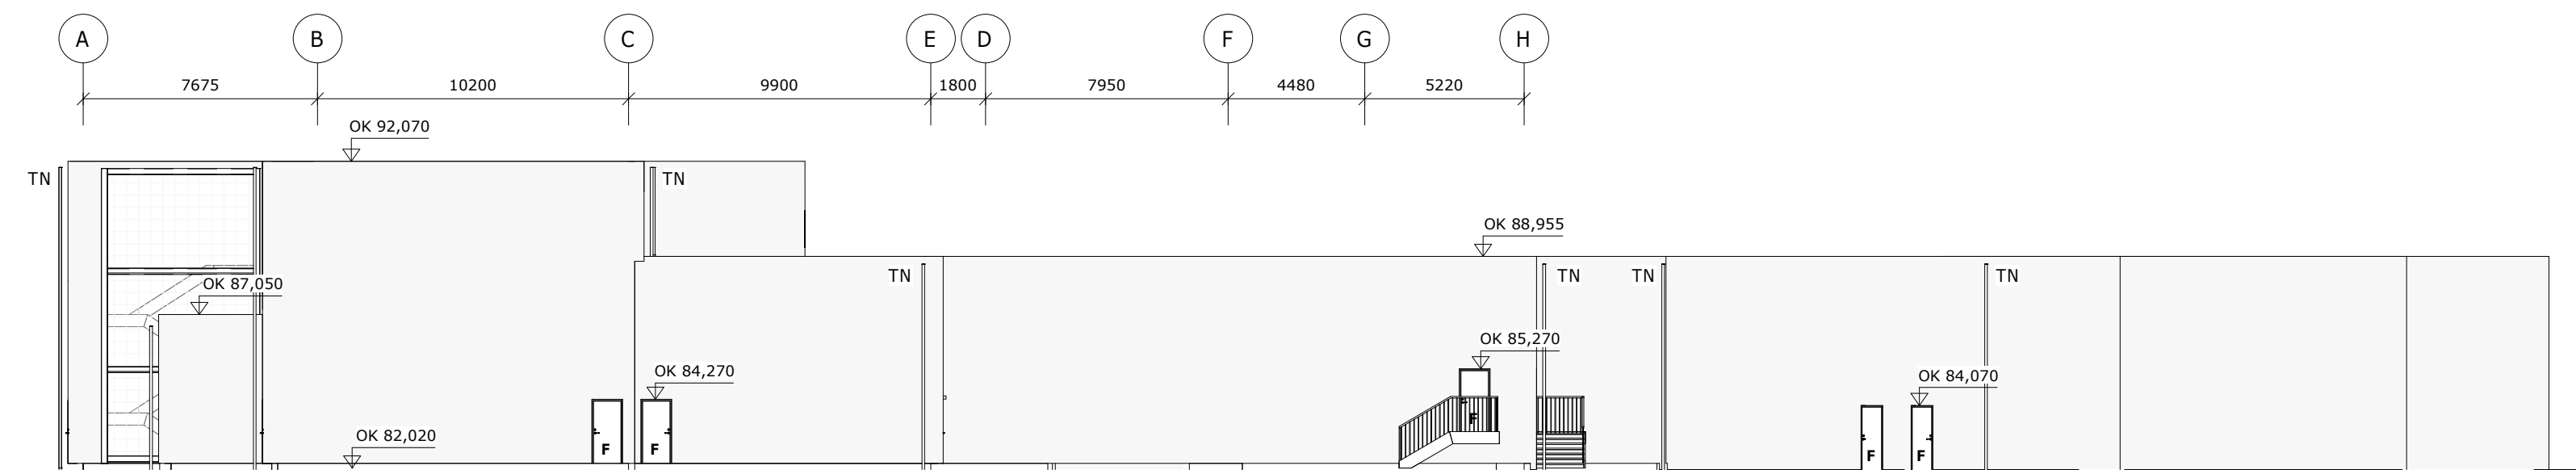 A B C E D F G H
7675 10200 9900 1800 7950 4480 5220
OK 92,070
TN TN
OK 88,955
TN TN TN TN
OK 87,050
OK 85,270
OK 84,270
OK 84,070
F
OK 82,020
F F F F